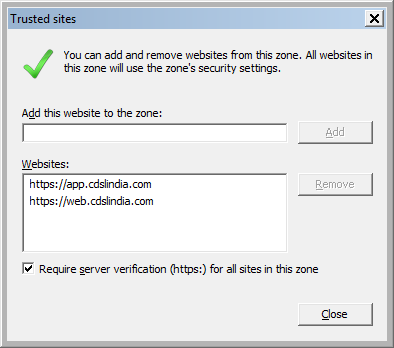 Trusted sites
You can add and remove websites from this zone. All websites in
this zone will use the zone's security settings.
Add this website to the zone:
Add
Websites:
https://app.cdslindia.com
https://web.cdslindia.com
Remove
Require server verification (https:) for all sites in this zone
Close